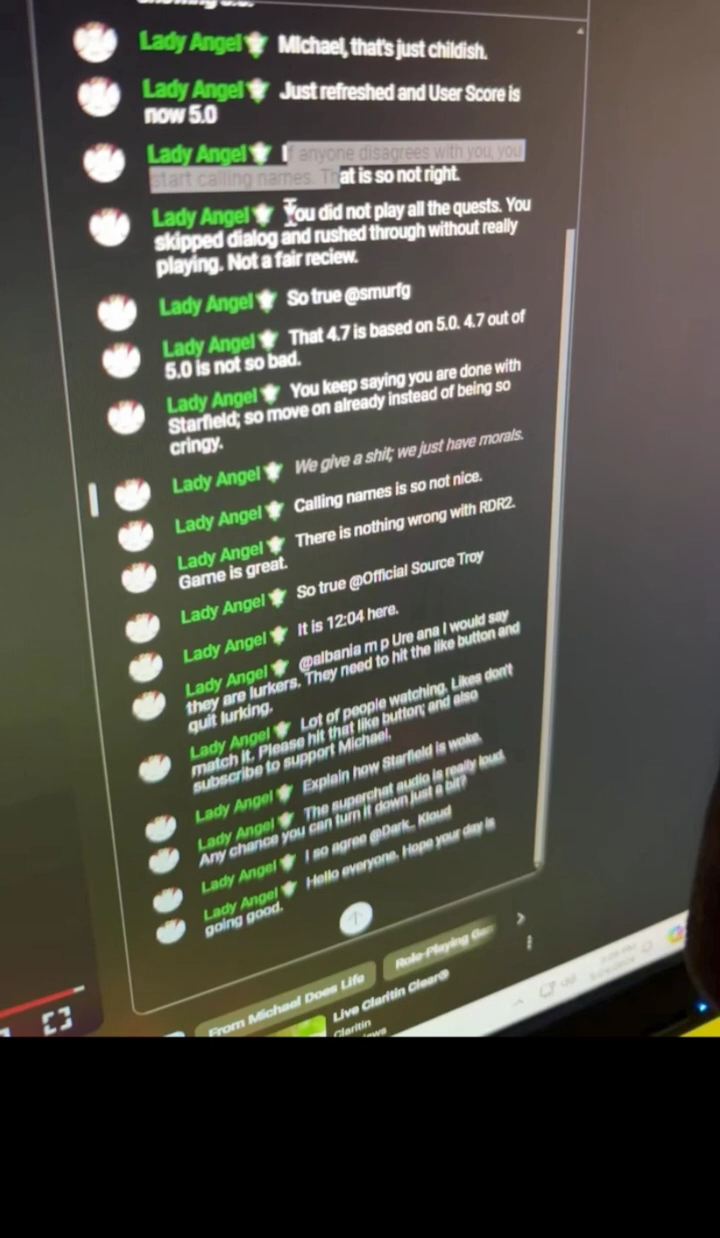 Lady Angel Michael, that's just childish.
Lady Angel Just refreshed and User Score is
now 5.0
Lady Angel If anyone disagrees with you, you
start calling names. That is so not right.
Lady Angel You did not play all the quests. You
skipped dialog and rushed through without really
playing. Not a fair reciew.
Lady Angel So true @smurfg
Lady Angel That 4.7 is based on 5.0. 4.7 out of
5.0 is not so bad.
Lady Angel You keep saying you are done with
Starfield; so move on already instead of being so
cringy.
Lady Angel We give a shit; we just have morals.
Lady Angel Calling names is so not nice.
Lady Angel There is nothing wrong with RDR2.
Game is great.
Lady Angel So true @Official Source Troy
Lady Angel It is 12:04 here.
Lady Angel @albania m p Ure ana I would say
they are lurkers. They need to hit the like button and
quit lurking.
Lady Angel Lot of people watching. Likes don't
match it. Please hit that like button; and also
subscribe to support Michael.
Lady Angel Explain how Starfield is woke.
Lady Angel The superchat audio is really loud.
Any chance you can turn it down just a bit?
Lady Angel I so agree @Dark_ Kloud
Lady Angel Hello everyone. Hope your day is
going good.
From Michael Does Life
Role-Playing
Live Claritin Clear®
Claritin